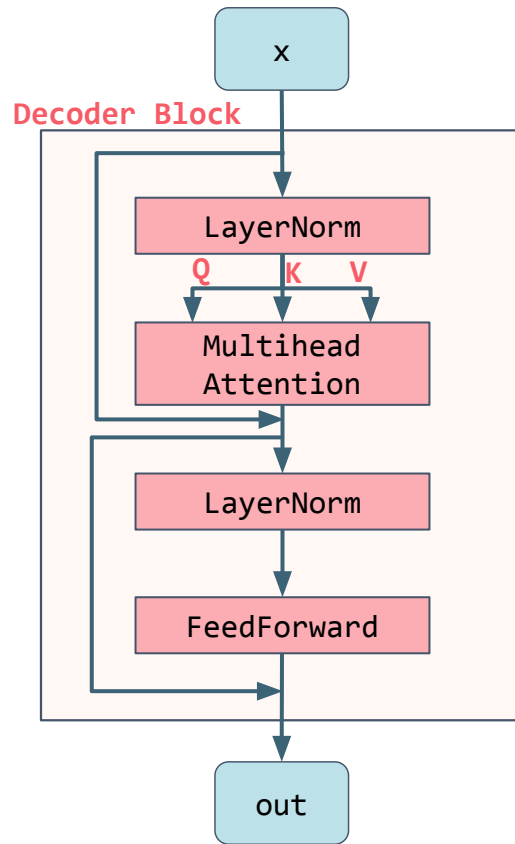 x
Decoder Block
LayerNorm
Q K V
Multihead
Attention
LayerNorm
FeedForward
out